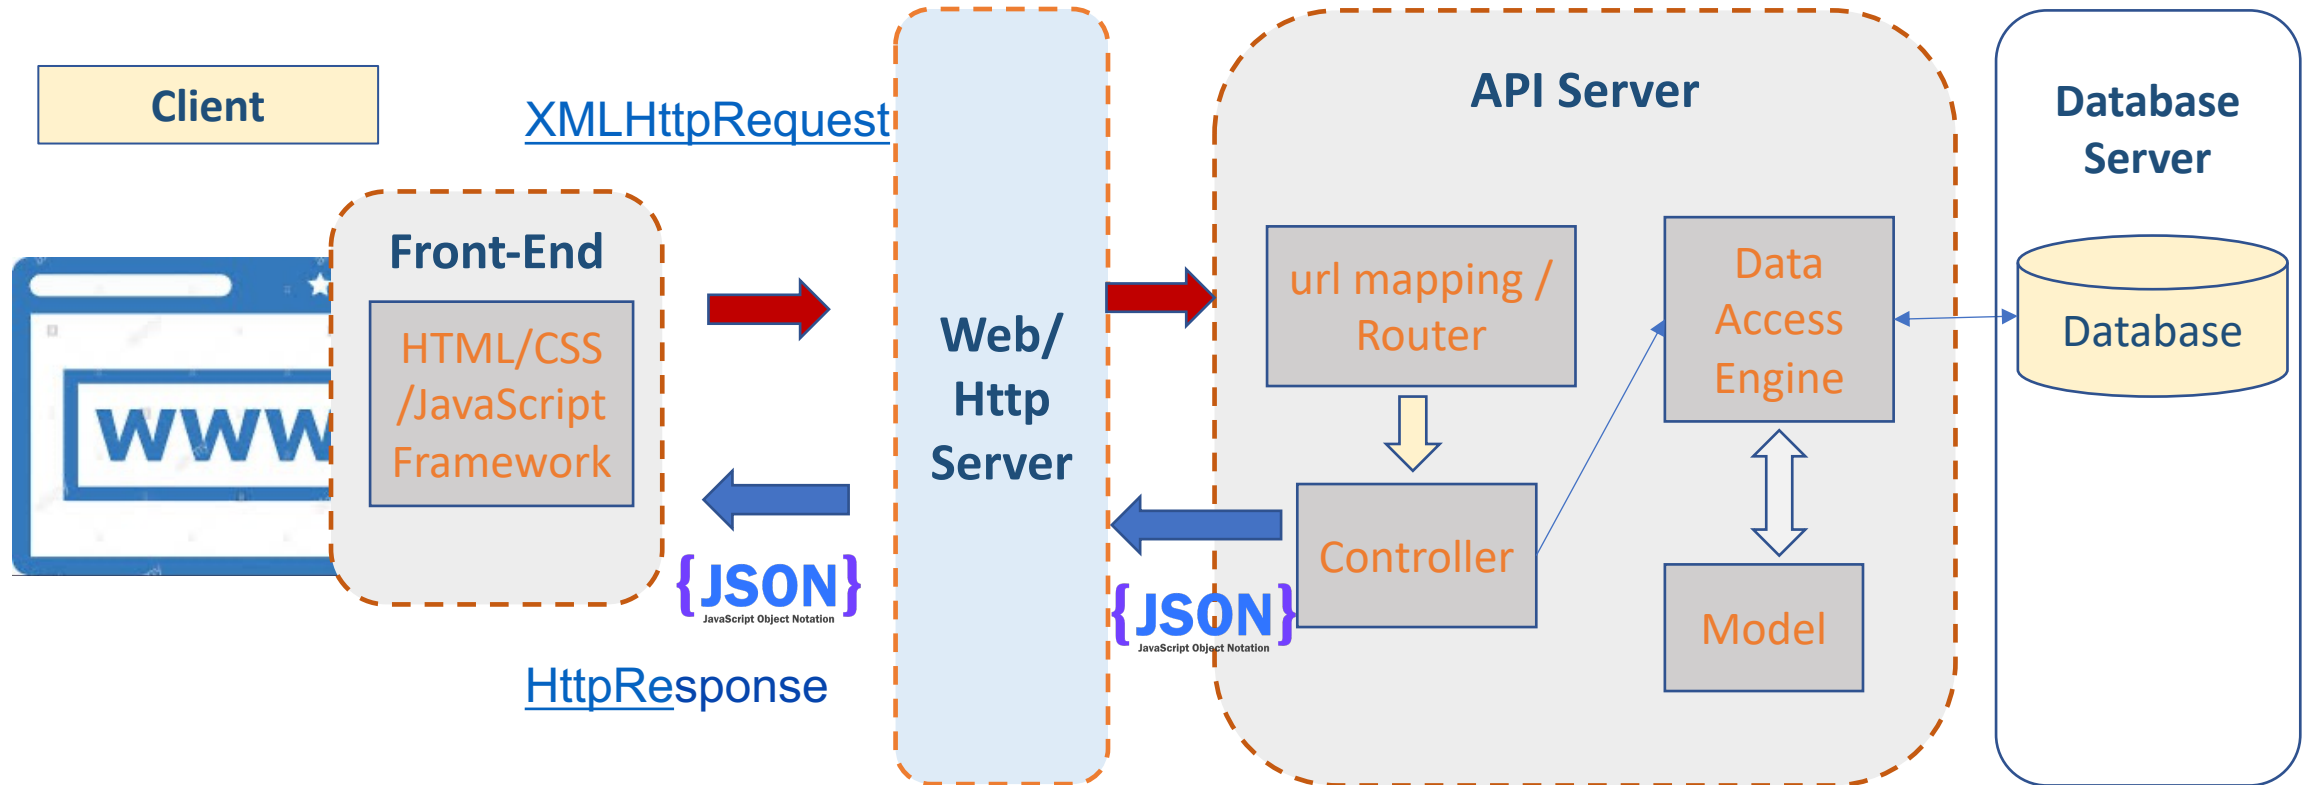 Client
XMLHttpRequest
Front-End
HTML/CSS
/JavaScript
Framework
WWW
{JSON}
JavaScript Object Notation
HttpResponse
Web/
Http
Server
API Server
url mapping /
Router
Controller
{JSON}
JavaScript Object Notation
Data
Access
Engine
Model
Database
Server
Database